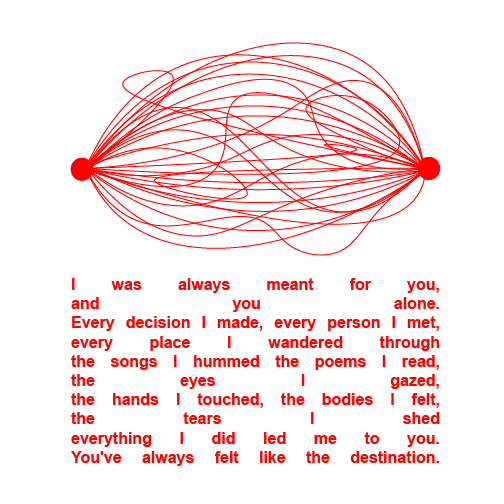 I was always meant for you,
and you alone.
Every decision I made, every person I met,
every place I wandered through
the songs I hummed the poems I read,
the eyes I gazed,
the hands I touched, the bodies I felt,
the tears I shed
everything I did led me to you.
You've always felt like the destination.